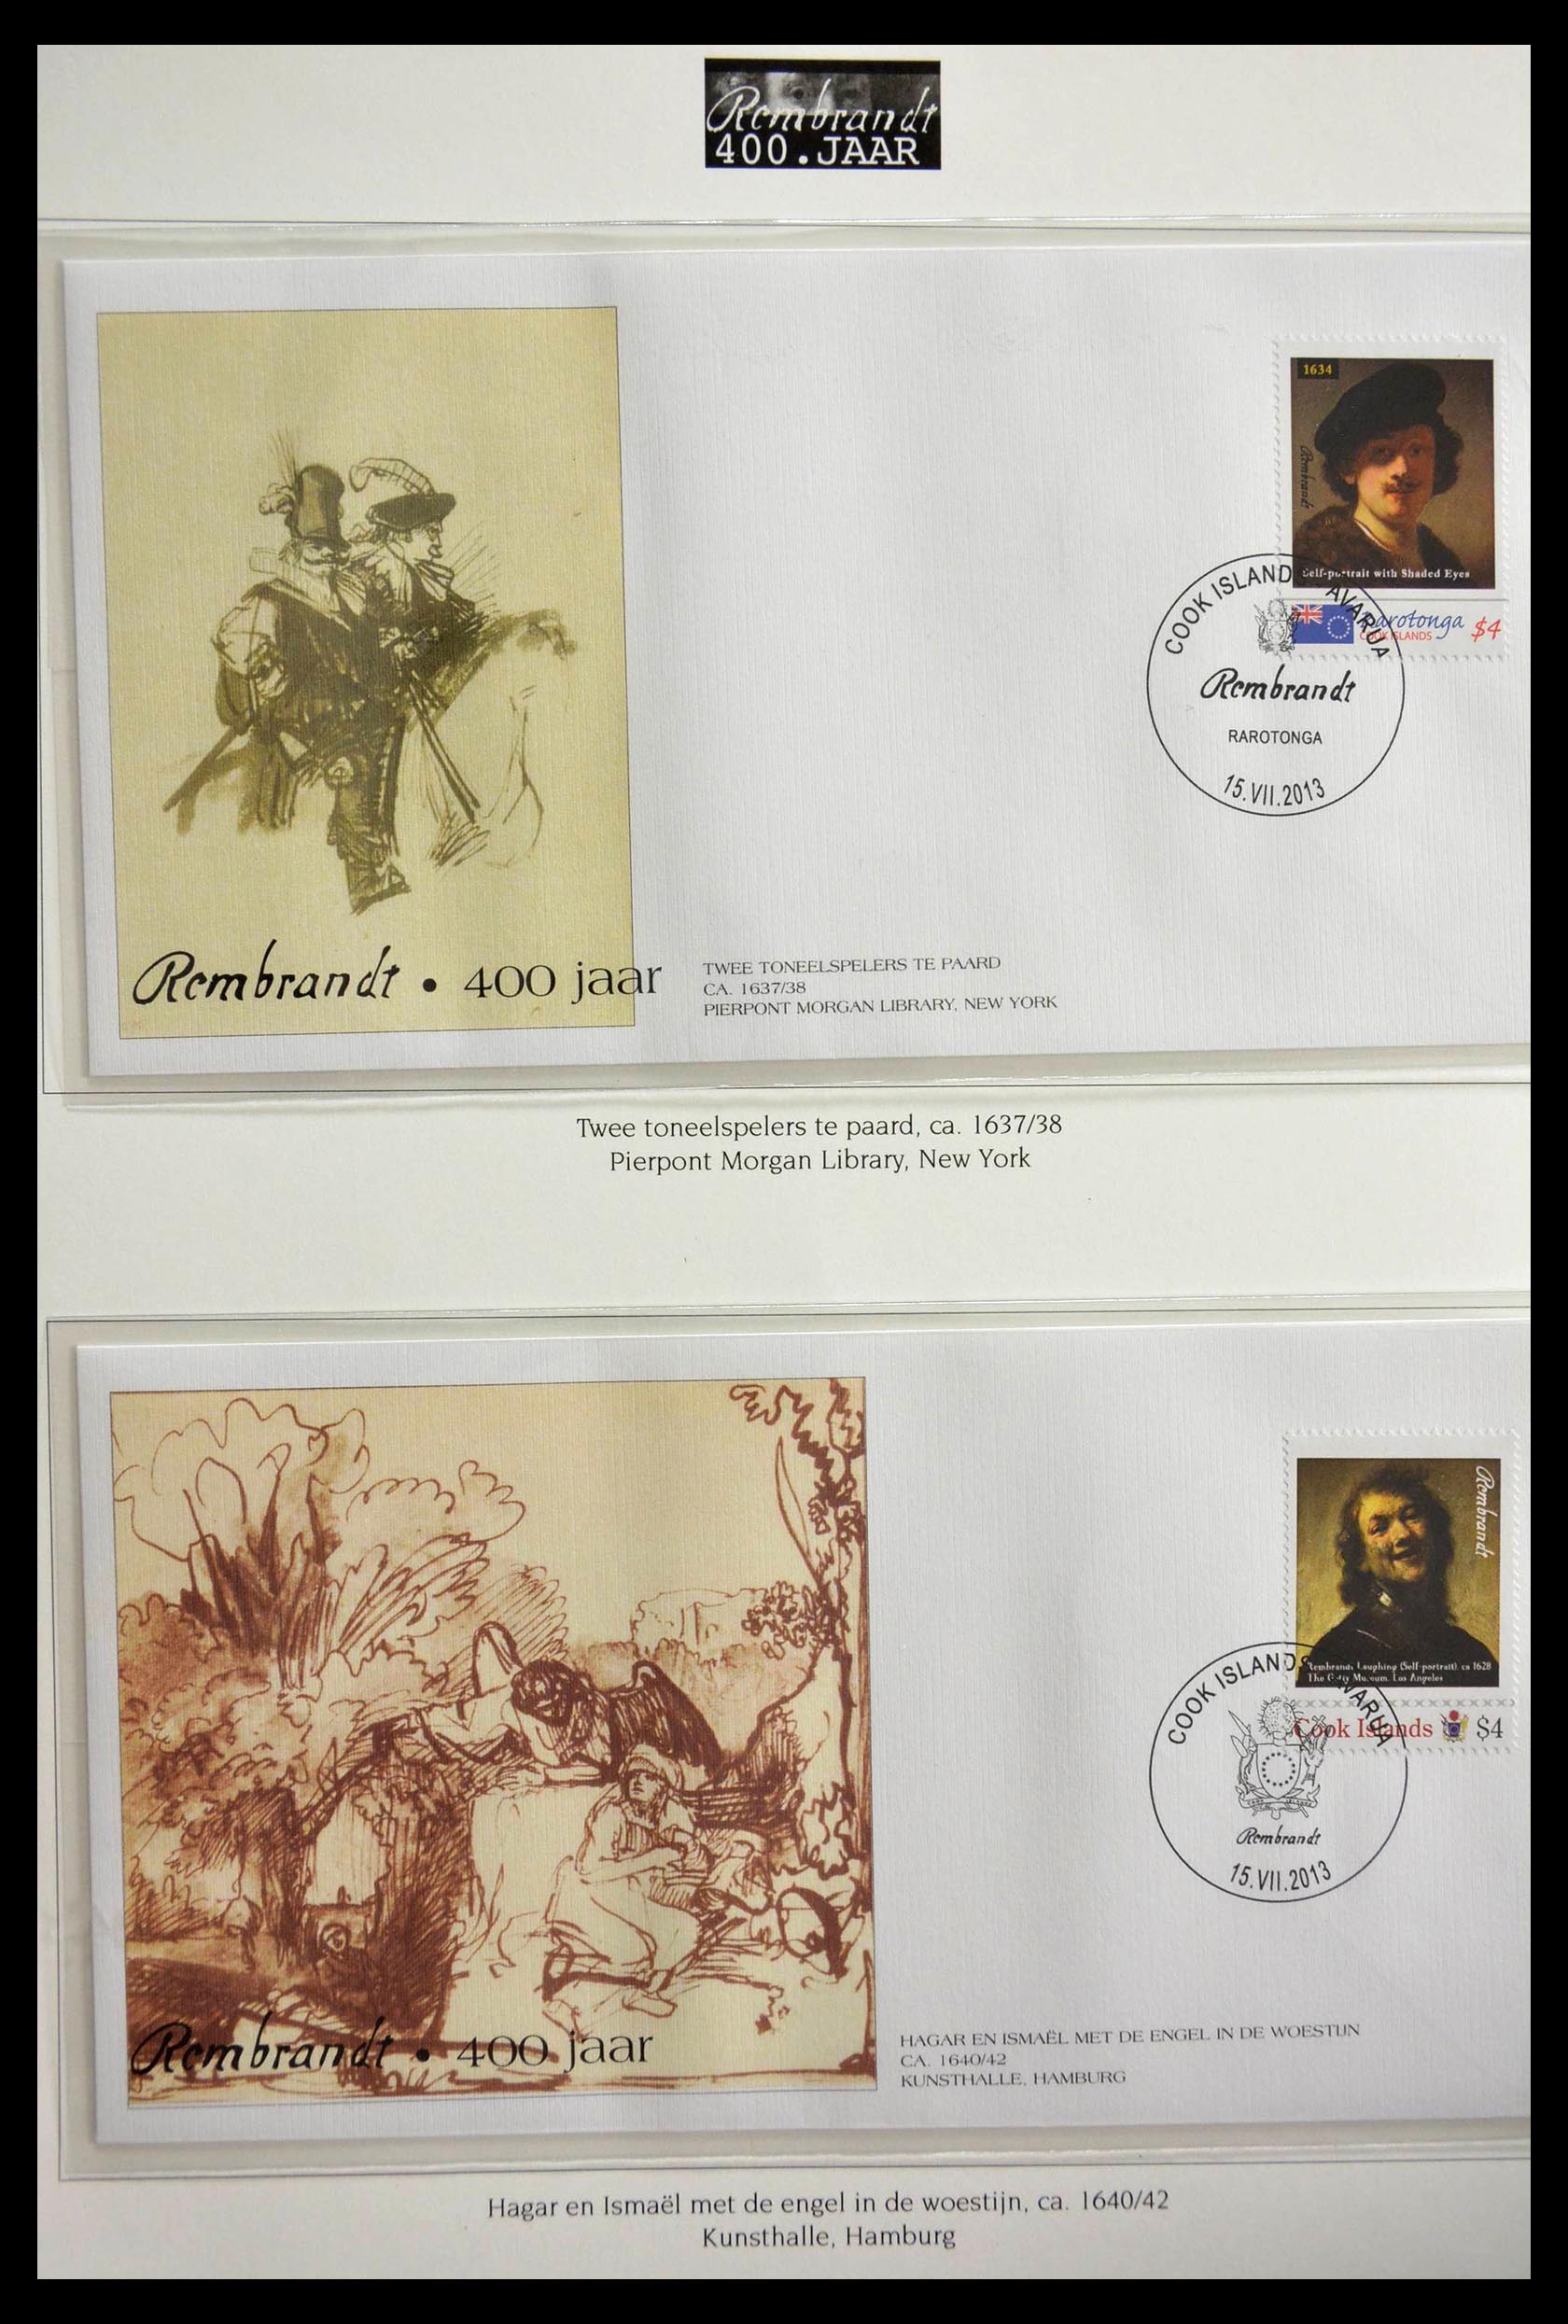 Rembrandt
400.JAAR
1634
Rembrandt
Self-portrait with Shaded Eyes
Rarotonga
COOK ISLANDS
$4
COOK ISLANDS AVARUA
Rembrandt
RAROTONGA
15.VII.2013
Rembrandt • 400 jaar
TWEE TONEELSPELERS TE PAARD
CA. 1637/38
PIERPONT MORGAN LIBRARY, NEW YORK
Twee toneelspelers te paard, ca. 1637/38
Pierpont Morgan Library, New York
Rembrandt
Rembrandt Laughing (Self-portrait), ca 1628
The Getty Museum, Los Angeles
Cook Islands $4
COOK ISLANDS AVARUA
Rembrandt
15.VII.2013
Rembrandt • 400 jaar
HAGAR EN ISMAËL MET DE ENGEL IN DE WOESTIJN
CA. 1640/42
KUNSTHALLE, HAMBURG
Hagar en Ismaël met de engel in de woestijn, ca. 1640/42
Kunsthalle, Hamburg